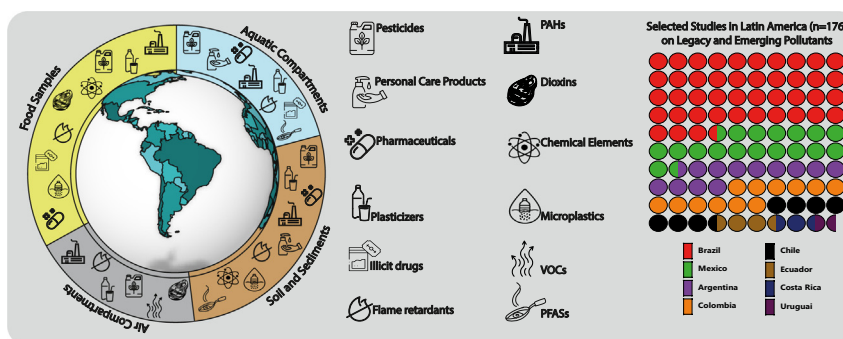 Food Samples
Aquatic Compartments
Soil and Sediments
Air Compartments
Pesticides
Personal Care Products
Pharmaceuticals
Plasticizers
Illicit drugs
Flame retardants
PAHs
Dioxins
Chemical Elements
Microplastics
VOCs
PFASs
Selected Studies in Latin America (n=176
on Legacy and Emerging Pollutants
Brazil
Mexico
Argentina
Colombia
Chile
Ecuador
Costa Rica
Uruguai